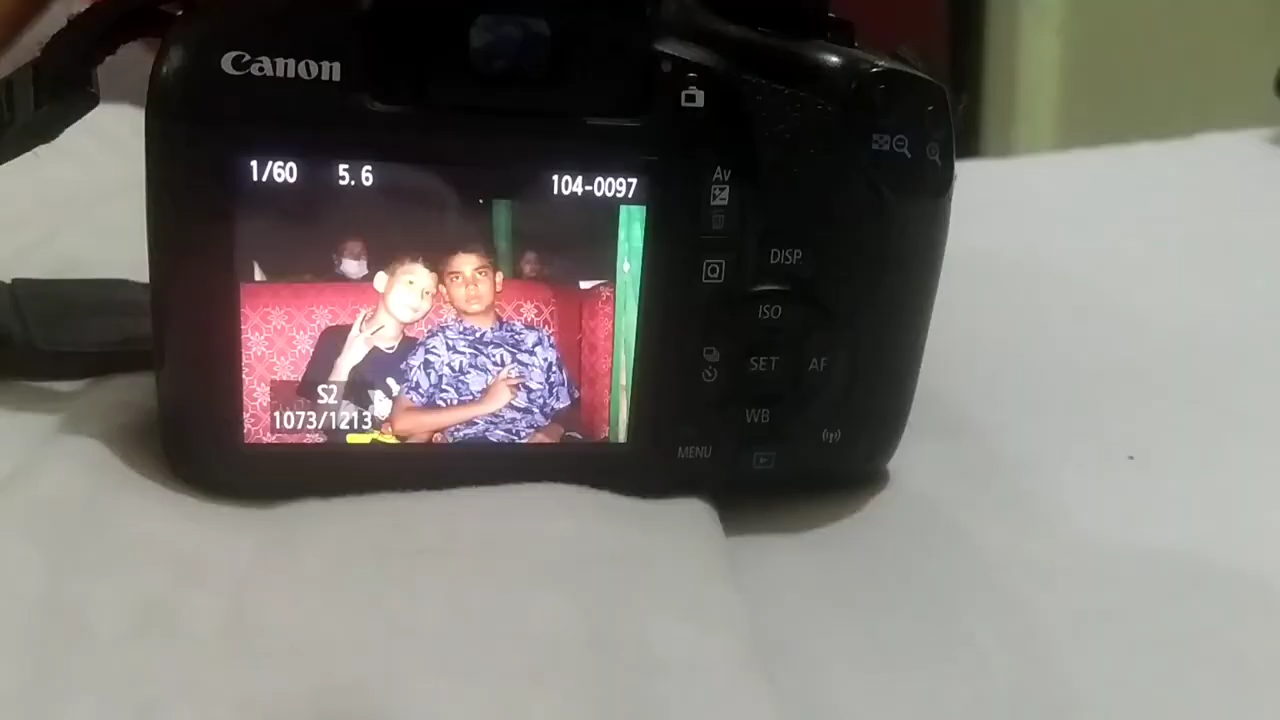 Canon
1/60 5.6 104-0097
Av
Q
DISP.
ISO
S2
1073/1213
SET AF
WB
MENU